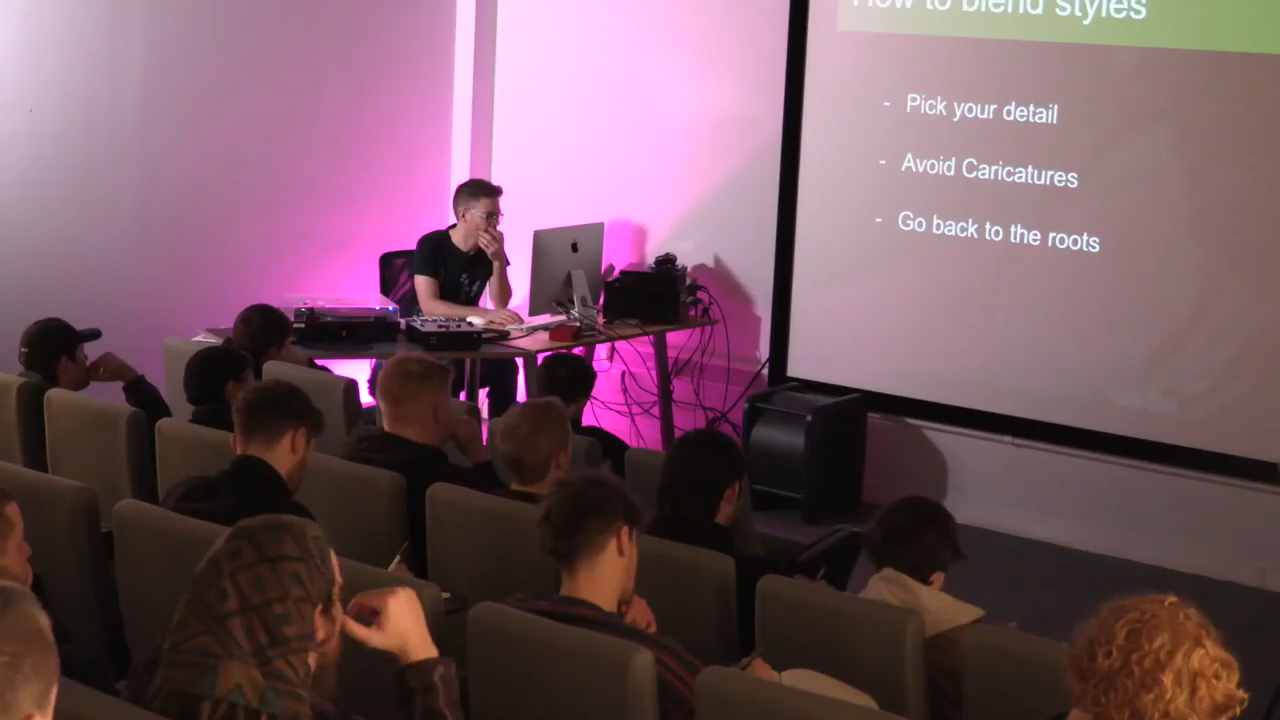 How to blend styles
- Pick your detail
- Avoid Caricatures
- Go back to the roots